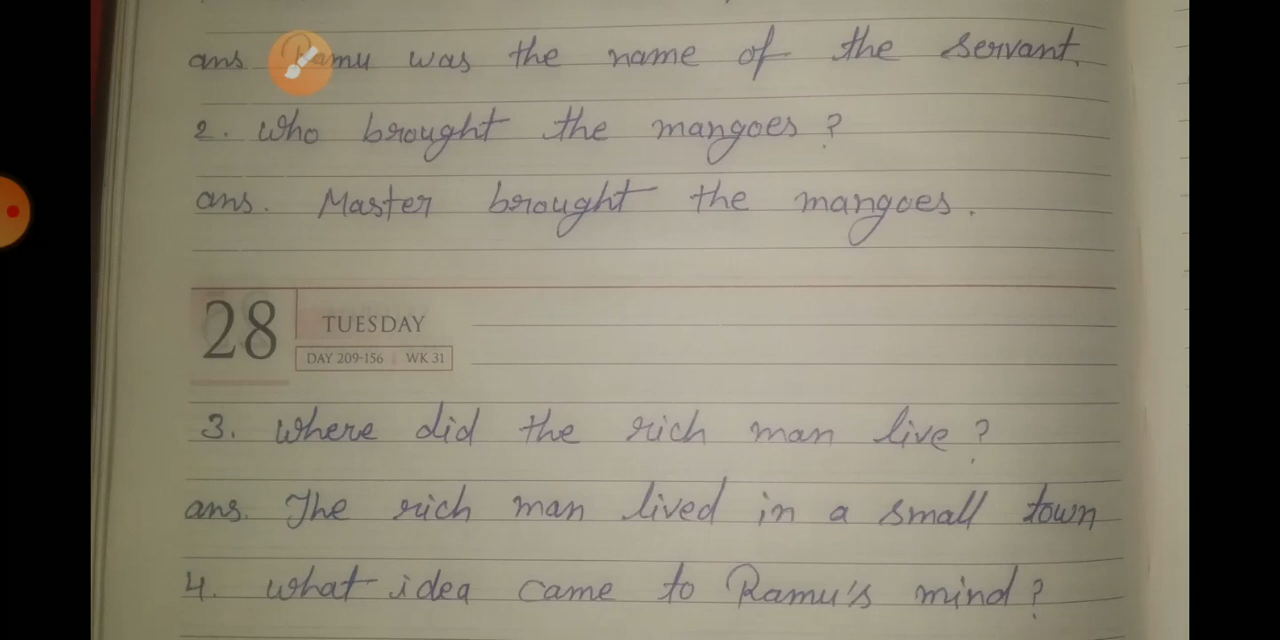 ans Ramu was the name of the servant.
2. Who brought the mangoes ?
ans. Master brought the mangoes .
28
TUESDAY
DAY 209-156 WK 31
3. Where did the rich man live ?
ans. The rich man lived in a small town
4. What idea came to Ramu's mind ?